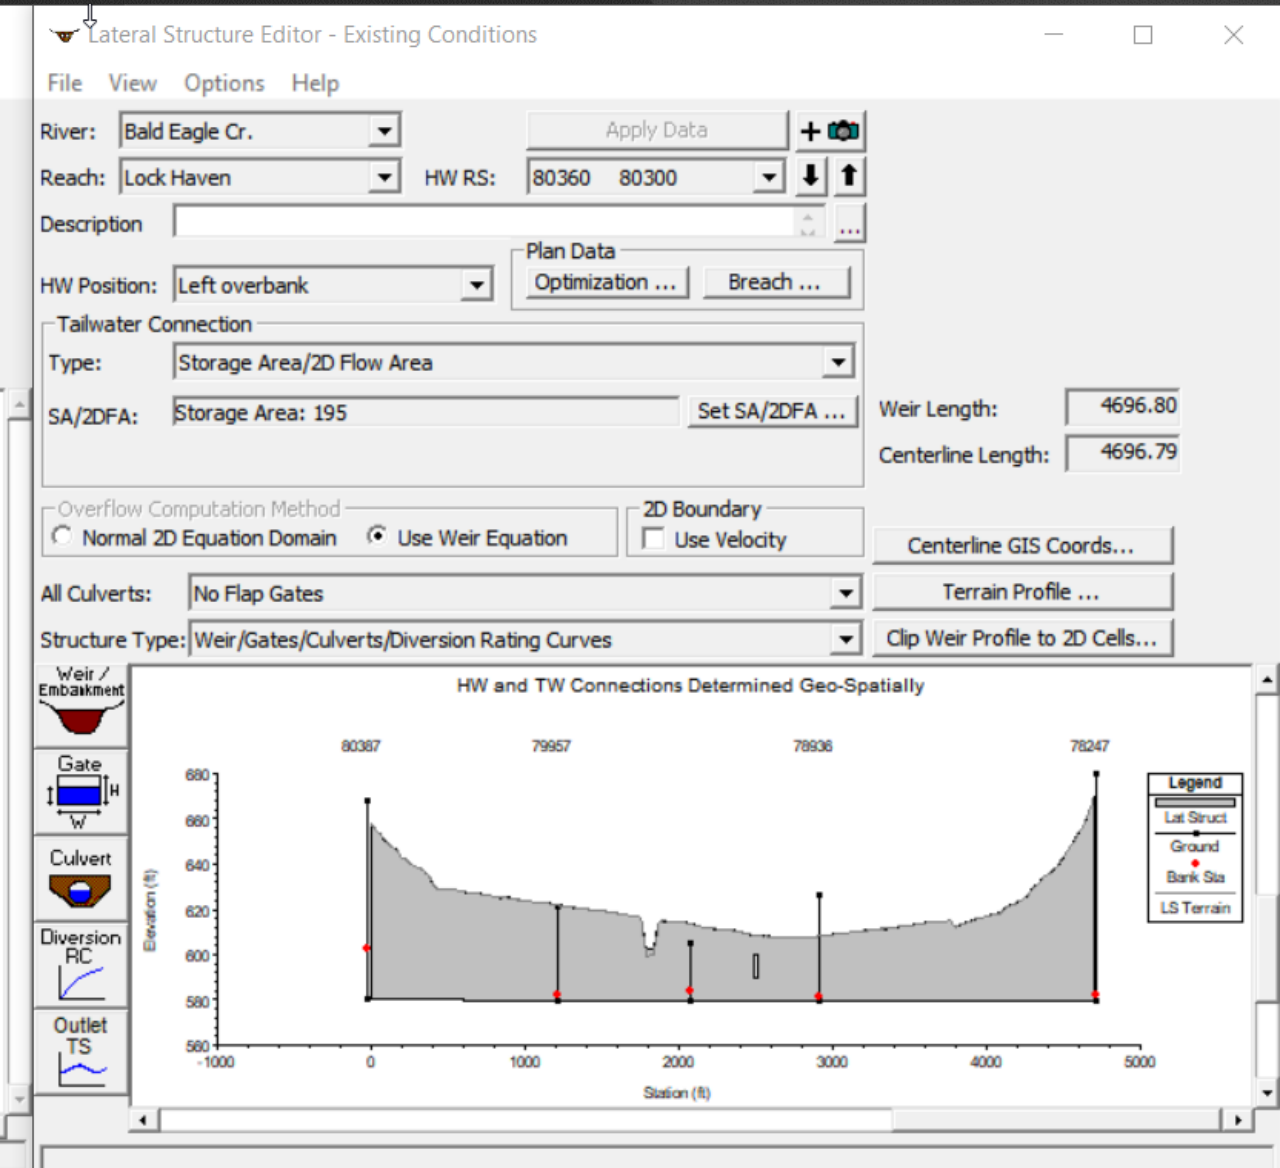 Lateral Structure Editor - Existing Conditions
File View Options Help
River: Bald Eagle Cr. Apply Data +
Reach: Lock Haven HW RS: 80360 80300
Description ...
Plan Data
HW Position: Left overbank Optimization ... Breach ...
Tailwater Connection
Type: Storage Area/2D Flow Area
SA/2DFA: Storage Area: 195 Set SA/2DFA ... Weir Length: 4696.80
Centerline Length: 4696.79
Overflow Computation Method 2D Boundary
Normal 2D Equation Domain Use Weir Equation Use Velocity Centerline GIS Coords...
All Culverts: No Flap Gates Terrain Profile ...
Structure Type: Weir/Gates/Culverts/Diversion Rating Curves Clip Weir Profile to 2D Cells...
Weir /
Embankment
Gate
H
W
Culvert
Diversion
RC
Outlet
TS
HW and TW Connections Determined Geo-Spatially
80387 79957 78936 78247
680
660
640
620
600
580
560
Elevation (ft)
-1000 0 1000 2000 3000 4000 5000
Station (ft)
Legend
Lat Struct
Ground
Bank Sta
LS Terrain